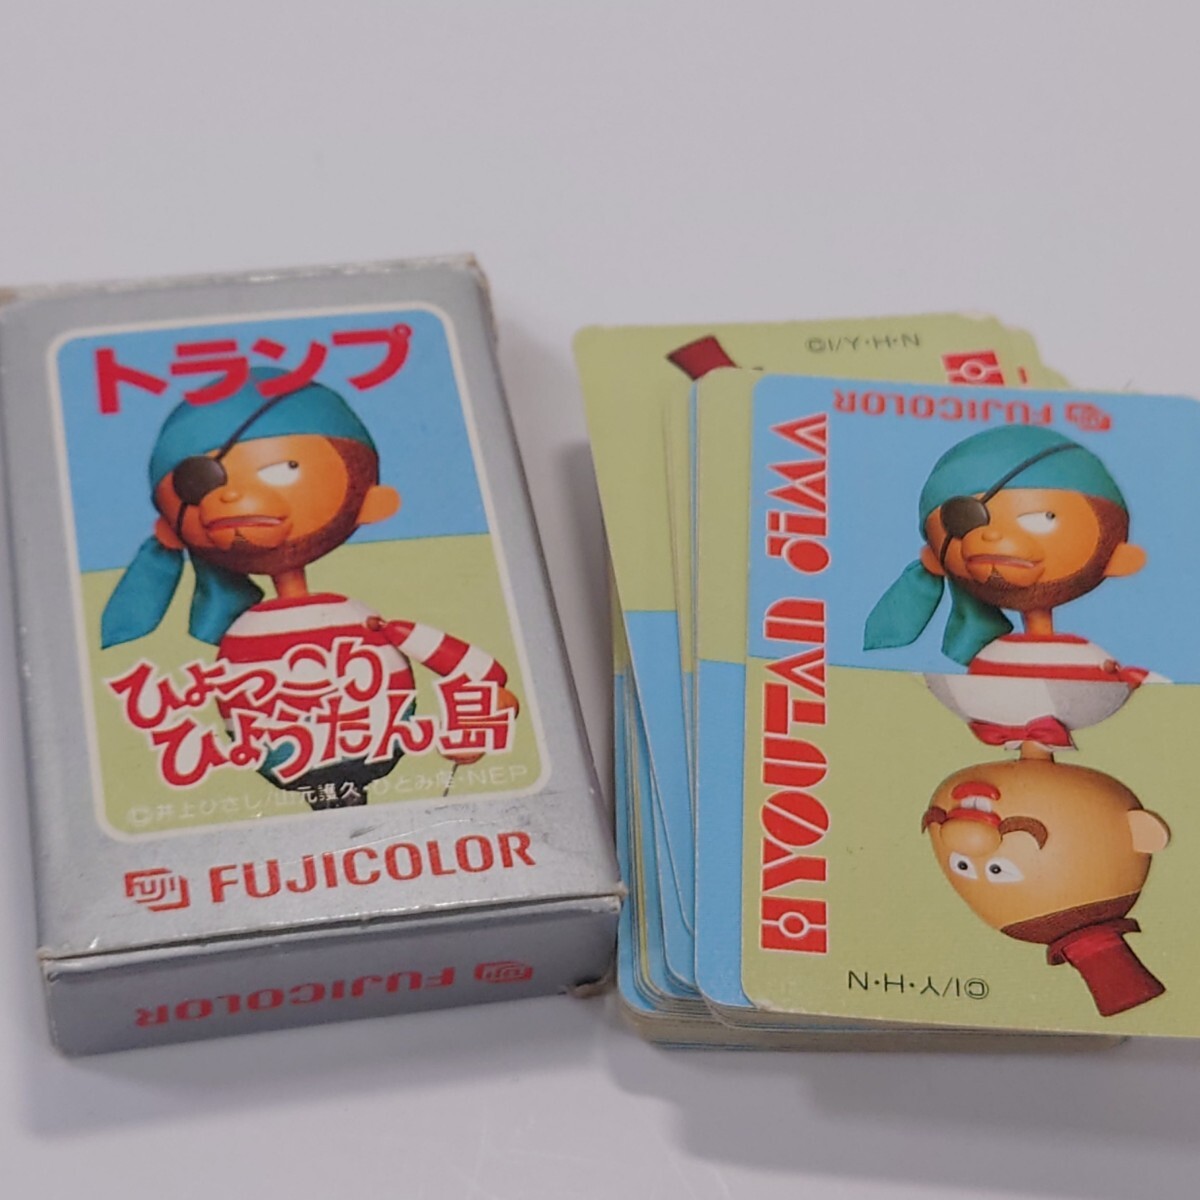 トランプ
ひょっこり
ひょうたん島
©井上ひさし/山元護久・ひとみ座・NEP
FUJI FUJICOLOR
FUJICOLOR
©I/Y・H・N
FUJICOLOR
HYOUTAN JIMA
©I/Y・H・N